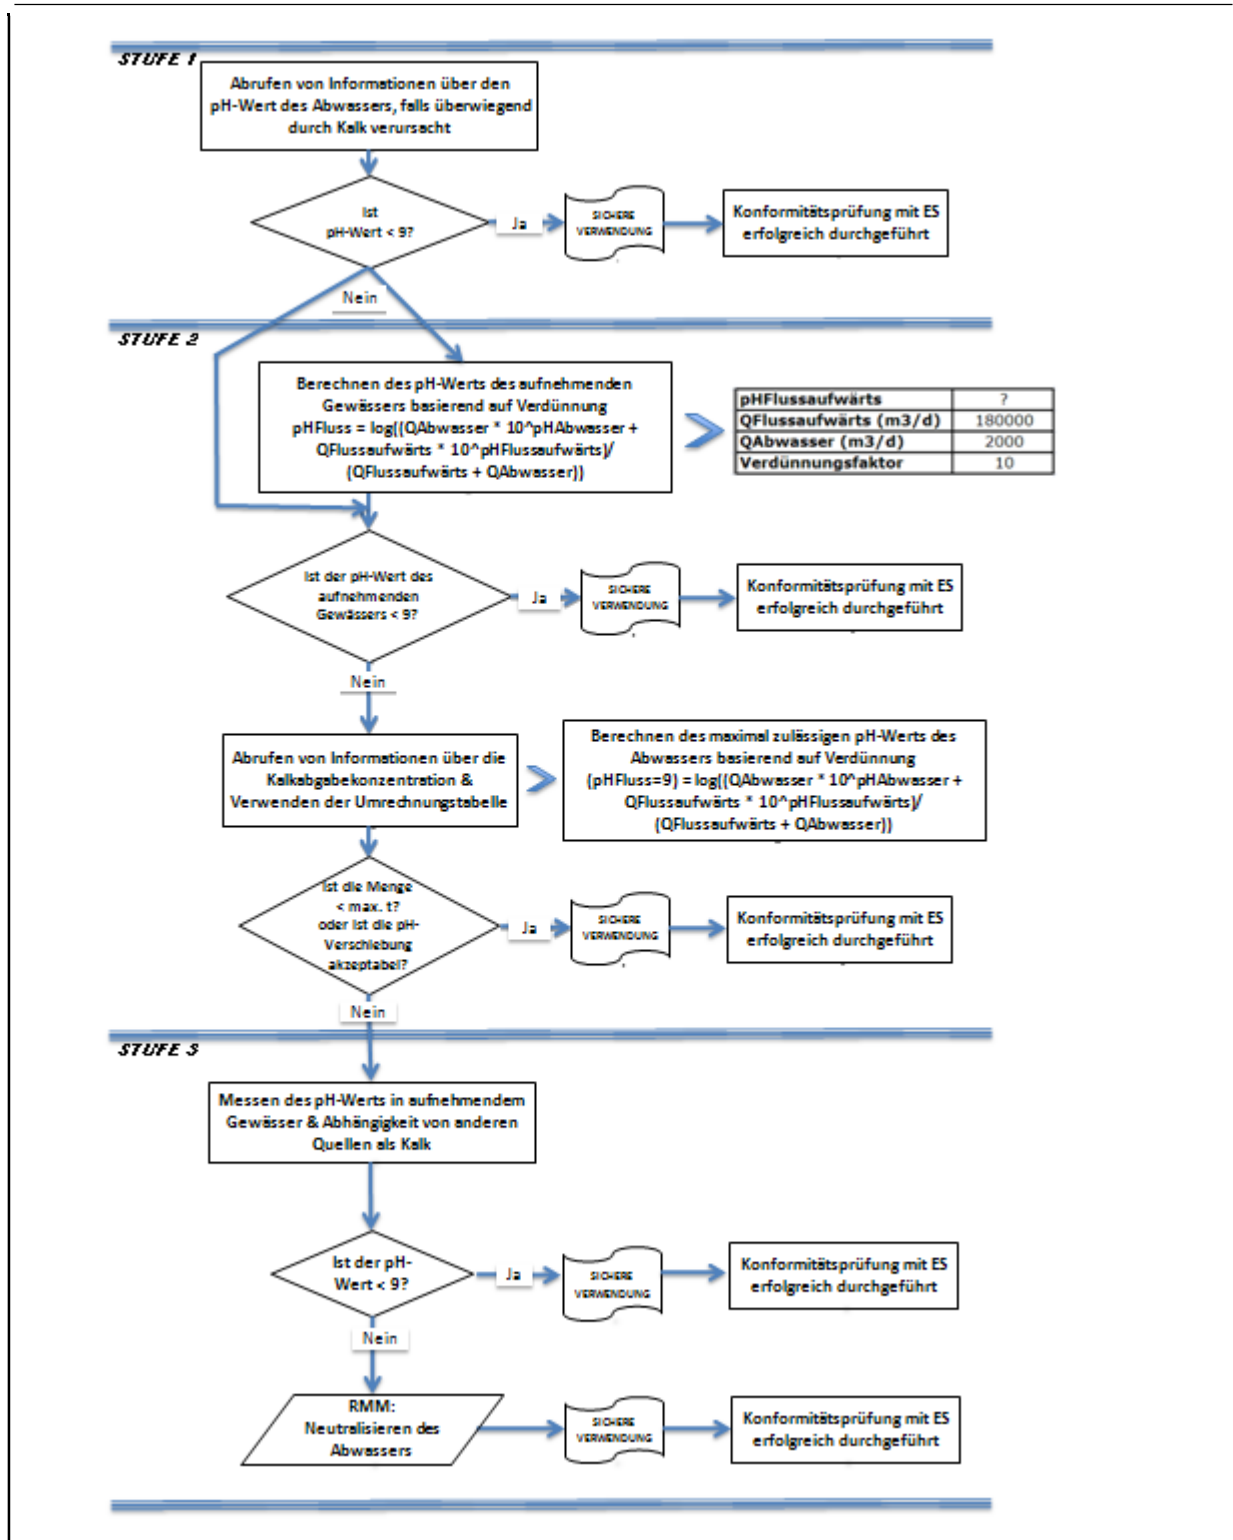 STUFE 1
Abrufen von Informationen über den
pH-Wert des Abwassers, falls überwiegend
durch Kalk verursacht
Ist
pH-Wert < 9?
Ja
SICHERE
VERWENDUNG
Konformitätsprüfung mit ES
erfolgreich durchgeführt
Nein
STUFE 2
Berechnen des pH-Werts des aufnehmenden
Gewässers basierend auf Verdünnung
pHFluss = log((QAbwasser * 10^pHAbwasser +
QFlussaufwärts * 10^pHFlussaufwärts)/
(QFlussaufwärts + QAbwasser))
pHFlussaufwärts ?
QFlussaufwärts (m3/d) 180000
QAbwasser (m3/d) 2000
Verdünnungsfaktor 10
Ist der pH-Wert des
aufnehmenden
Gewässers < 9?
Ja
SICHERE
VERWENDUNG
Konformitätsprüfung mit ES
erfolgreich durchgeführt
Nein
Abrufen von Informationen über die
Kalkabgabekonzentration &
Verwenden der Umrechnungstabelle
Berechnen des maximal zulässigen pH-Werts des
Abwassers basierend auf Verdünnung
(pHFluss=9) = log((QAbwasser * 10^pHAbwasser +
QFlussaufwärts * 10^pHFlussaufwärts)/
(QFlussaufwärts + QAbwasser))
Ist die Menge
< max. t?
oder ist die pH-
Verschiebung
akzeptabel?
Ja
SICHERE
VERWENDUNG
Konformitätsprüfung mit ES
erfolgreich durchgeführt
Nein
STUFE 3
Messen des pH-Werts in aufnehmendem
Gewässer & Abhängigkeit von anderen
Quellen als Kalk
Ist der pH-
Wert < 9?
Ja
SICHERE
VERWENDUNG
Konformitätsprüfung mit ES
erfolgreich durchgeführt
Nein
RMM:
Neutralisieren des
Abwassers
SICHERE
VERWENDUNG
Konformitätsprüfung mit ES
erfolgreich durchgeführt